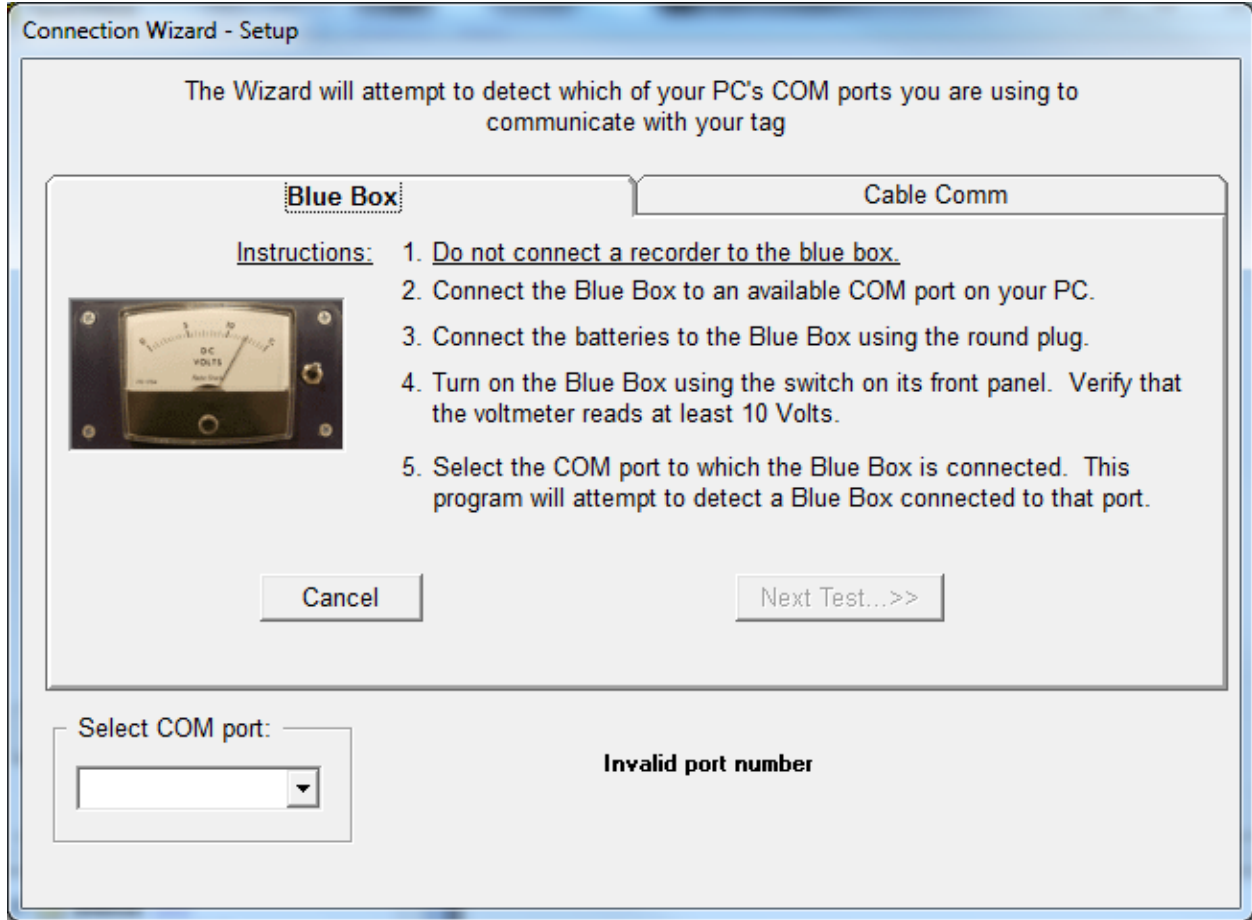 Connection Wizard - Setup
The Wizard will attempt to detect which of your PC's COM ports you are using to
communicate with your tag
Blue Box
Cable Comm
Instructions:
1. Do not connect a recorder to the blue box.
2. Connect the Blue Box to an available COM port on your PC.
3. Connect the batteries to the Blue Box using the round plug.
4. Turn on the Blue Box using the switch on its front panel.  Verify that
the voltmeter reads at least 10 Volts.
5. Select the COM port to which the Blue Box is connected.  This
program will attempt to detect a Blue Box connected to that port.
0 5 10
DC
VOLTS
Cancel
Next Test...>>
Select COM port:
Invalid port number